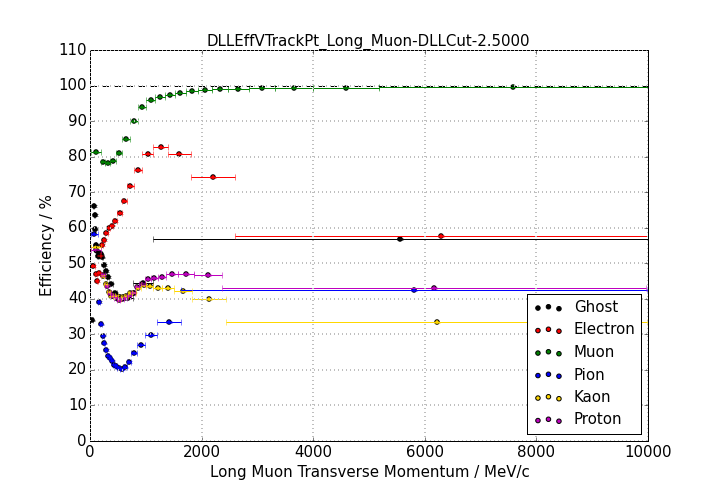 DLLEffVTrackPt_Long_Muon-DLLCut-2.5000
110
100
90
80
70
60
50
40
30
20
10
0
Efficiency / %
0 2000 4000 6000 8000 10000
Long Muon Transverse Momentum / MeV/c
Ghost
Electron
Muon
Pion
Kaon
Proton